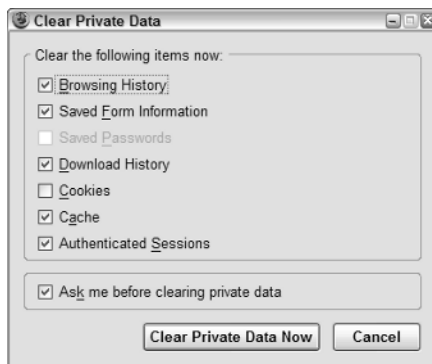 Clear Private Data
Clear the following items now:
Browsing History
Saved Form Information
Saved Passwords
Download History
Cookies
Cache
Authenticated Sessions
Ask me before clearing private data
Clear Private Data Now Cancel